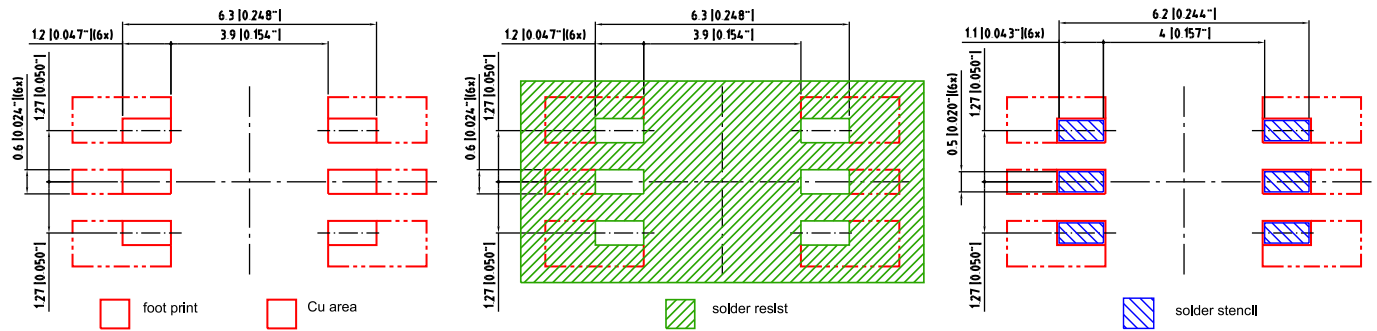 6.3 |0.248"|
1.2 |0.047"|(6x)
3.9 |0.154"|
1.27 |0.050"|
0.6 |0.024"|(6x)
1.27 |0.050"|
foot print
Cu area
6.3 |0.248"|
1.2 |0.047"|(6x)
3.9 |0.154"|
1.27 |0.050"|
0.6 |0.024"|(6x)
1.27 |0.050"|
solder resist
6.2 |0.244"|
1.1 |0.043"|(6x)
4 |0.157"|
1.27 |0.050"|
0.5 |0.020"|(6x)
1.27 |0.050"|
solder stencil